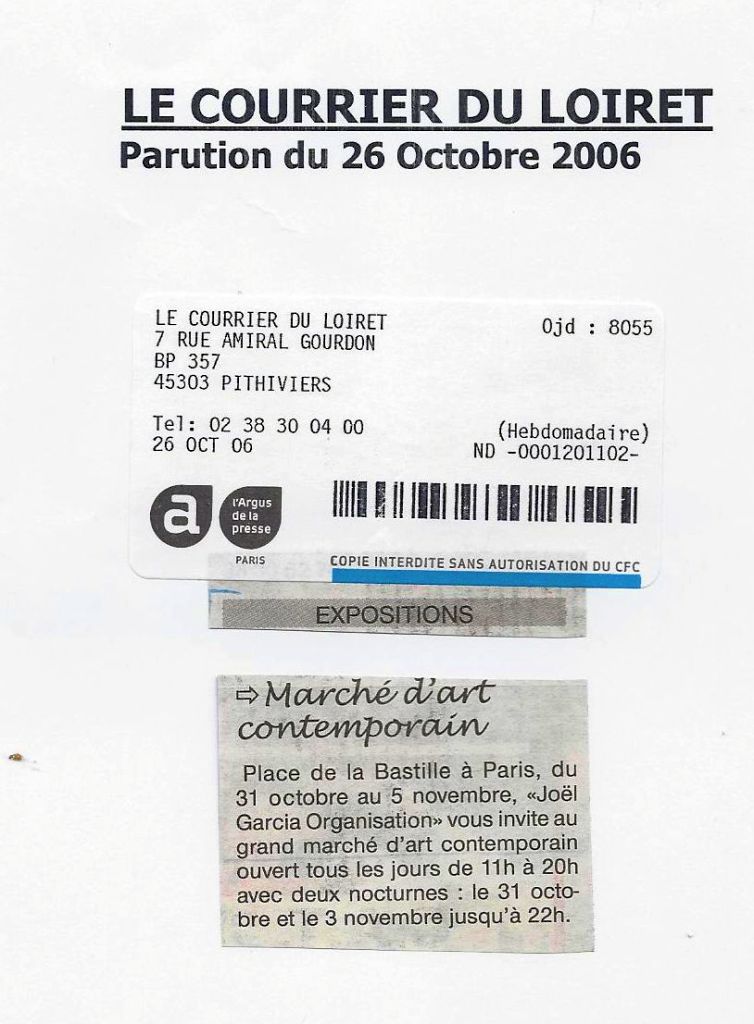 LE COURRIER DU LOIRET
Parution du 26 Octobre 2006
LE COURRIER DU LOIRET
Ojd : 8055
7 RUE AMIRAL GOURDON
BP 357
45303 PITHIVIERS
Tel: 02 38 30 04 00
(Hebdomadaire)
26 OCT 06
ND -0001201102-
a
l'Argus
de la
presse
PARIS
COPIE INTERDITE SANS AUTORISATION DU CFC
EXPOSITIONS
⇨Marché d'art
contemporain
Place de la Bastille à Paris, du
31 octobre au 5 novembre, «Joël
Garcia Organisation» vous invite au
grand marché d'art contemporain
ouvert tous les jours de 11h à 20h
avec deux nocturnes : le 31 octo-
bre et le 3 novembre jusqu'à 22h.